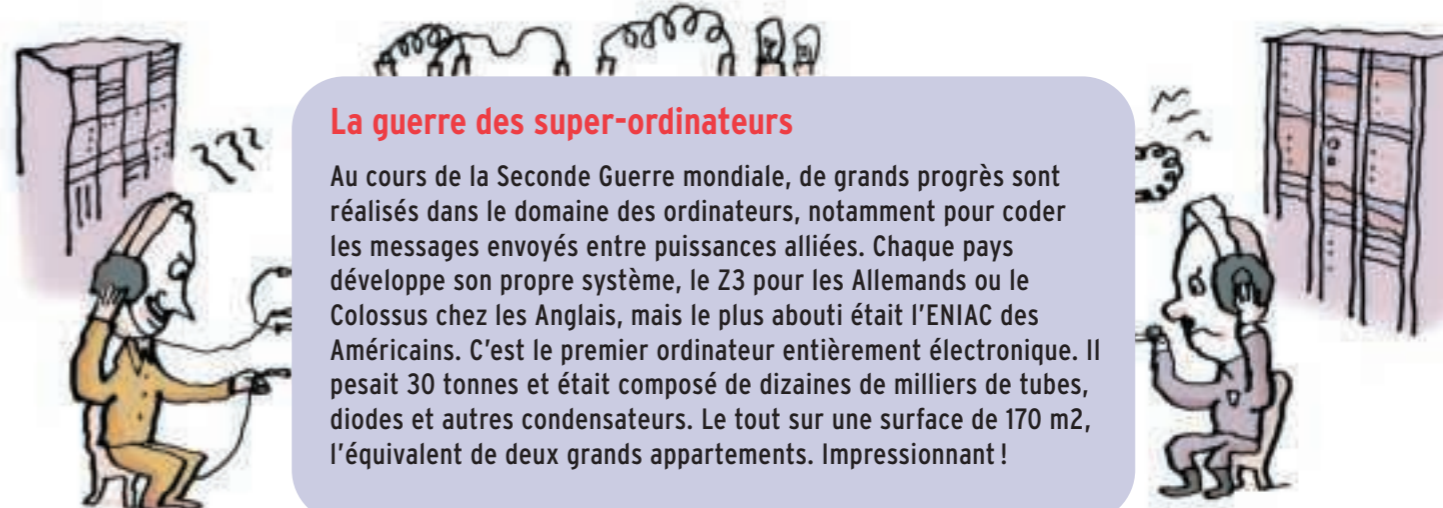 La guerre des super-ordinateurs
Au cours de la Seconde Guerre mondiale, de grands progrès sont
réalisés dans le domaine des ordinateurs, notamment pour coder
les messages envoyés entre puissances alliées. Chaque pays
développe son propre système, le Z3 pour les Allemands ou le
Colossus chez les Anglais, mais le plus abouti était l'ENIAC des
Américains. C'est le premier ordinateur entièrement électronique. Il
pesait 30 tonnes et était composé de dizaines de milliers de tubes,
diodes et autres condensateurs. Le tout sur une surface de 170 m2,
l'équivalent de deux grands appartements. Impressionnant !